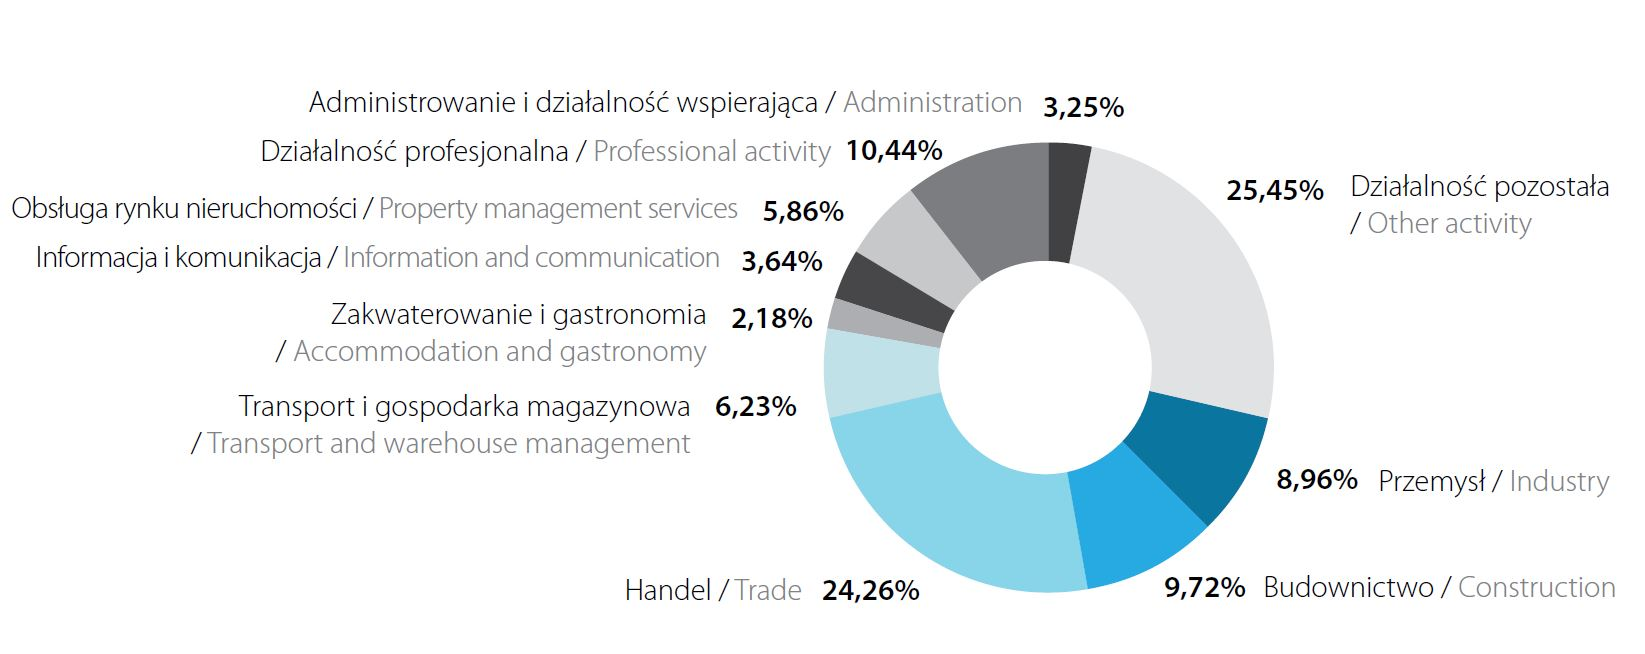 Administrowanie i działalność wspierająca / Administration 3,25%
Działalność profesjonalna / Professional activity 10,44%
Obsługa rynku nieruchomości / Property management services 5,86%
Informacja i komunikacja / Information and communication 3,64%
Zakwaterowanie i gastronomia 2,18%
/ Accommodation and gastronomy
Transport i gospodarka magazynowa 6,23%
/ Transport and warehouse management
Handel / Trade 24,26%
25,45% Działalność pozostała
/ Other activity
8,96% Przemysł / Industry
9,72% Budownictwo / Construction